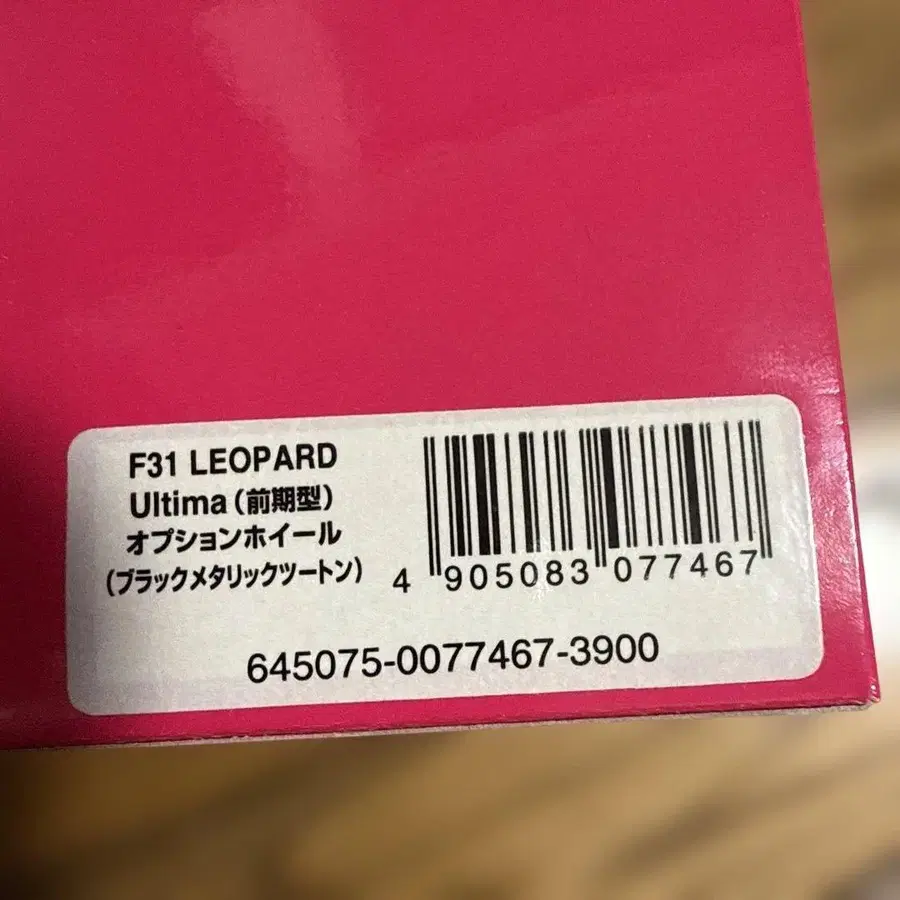 F31 LEOPARD
Ultima（前期型）
オプションホイール
（ブラックメタリックツートン）
4 905083 077467
645075-0077467-3900